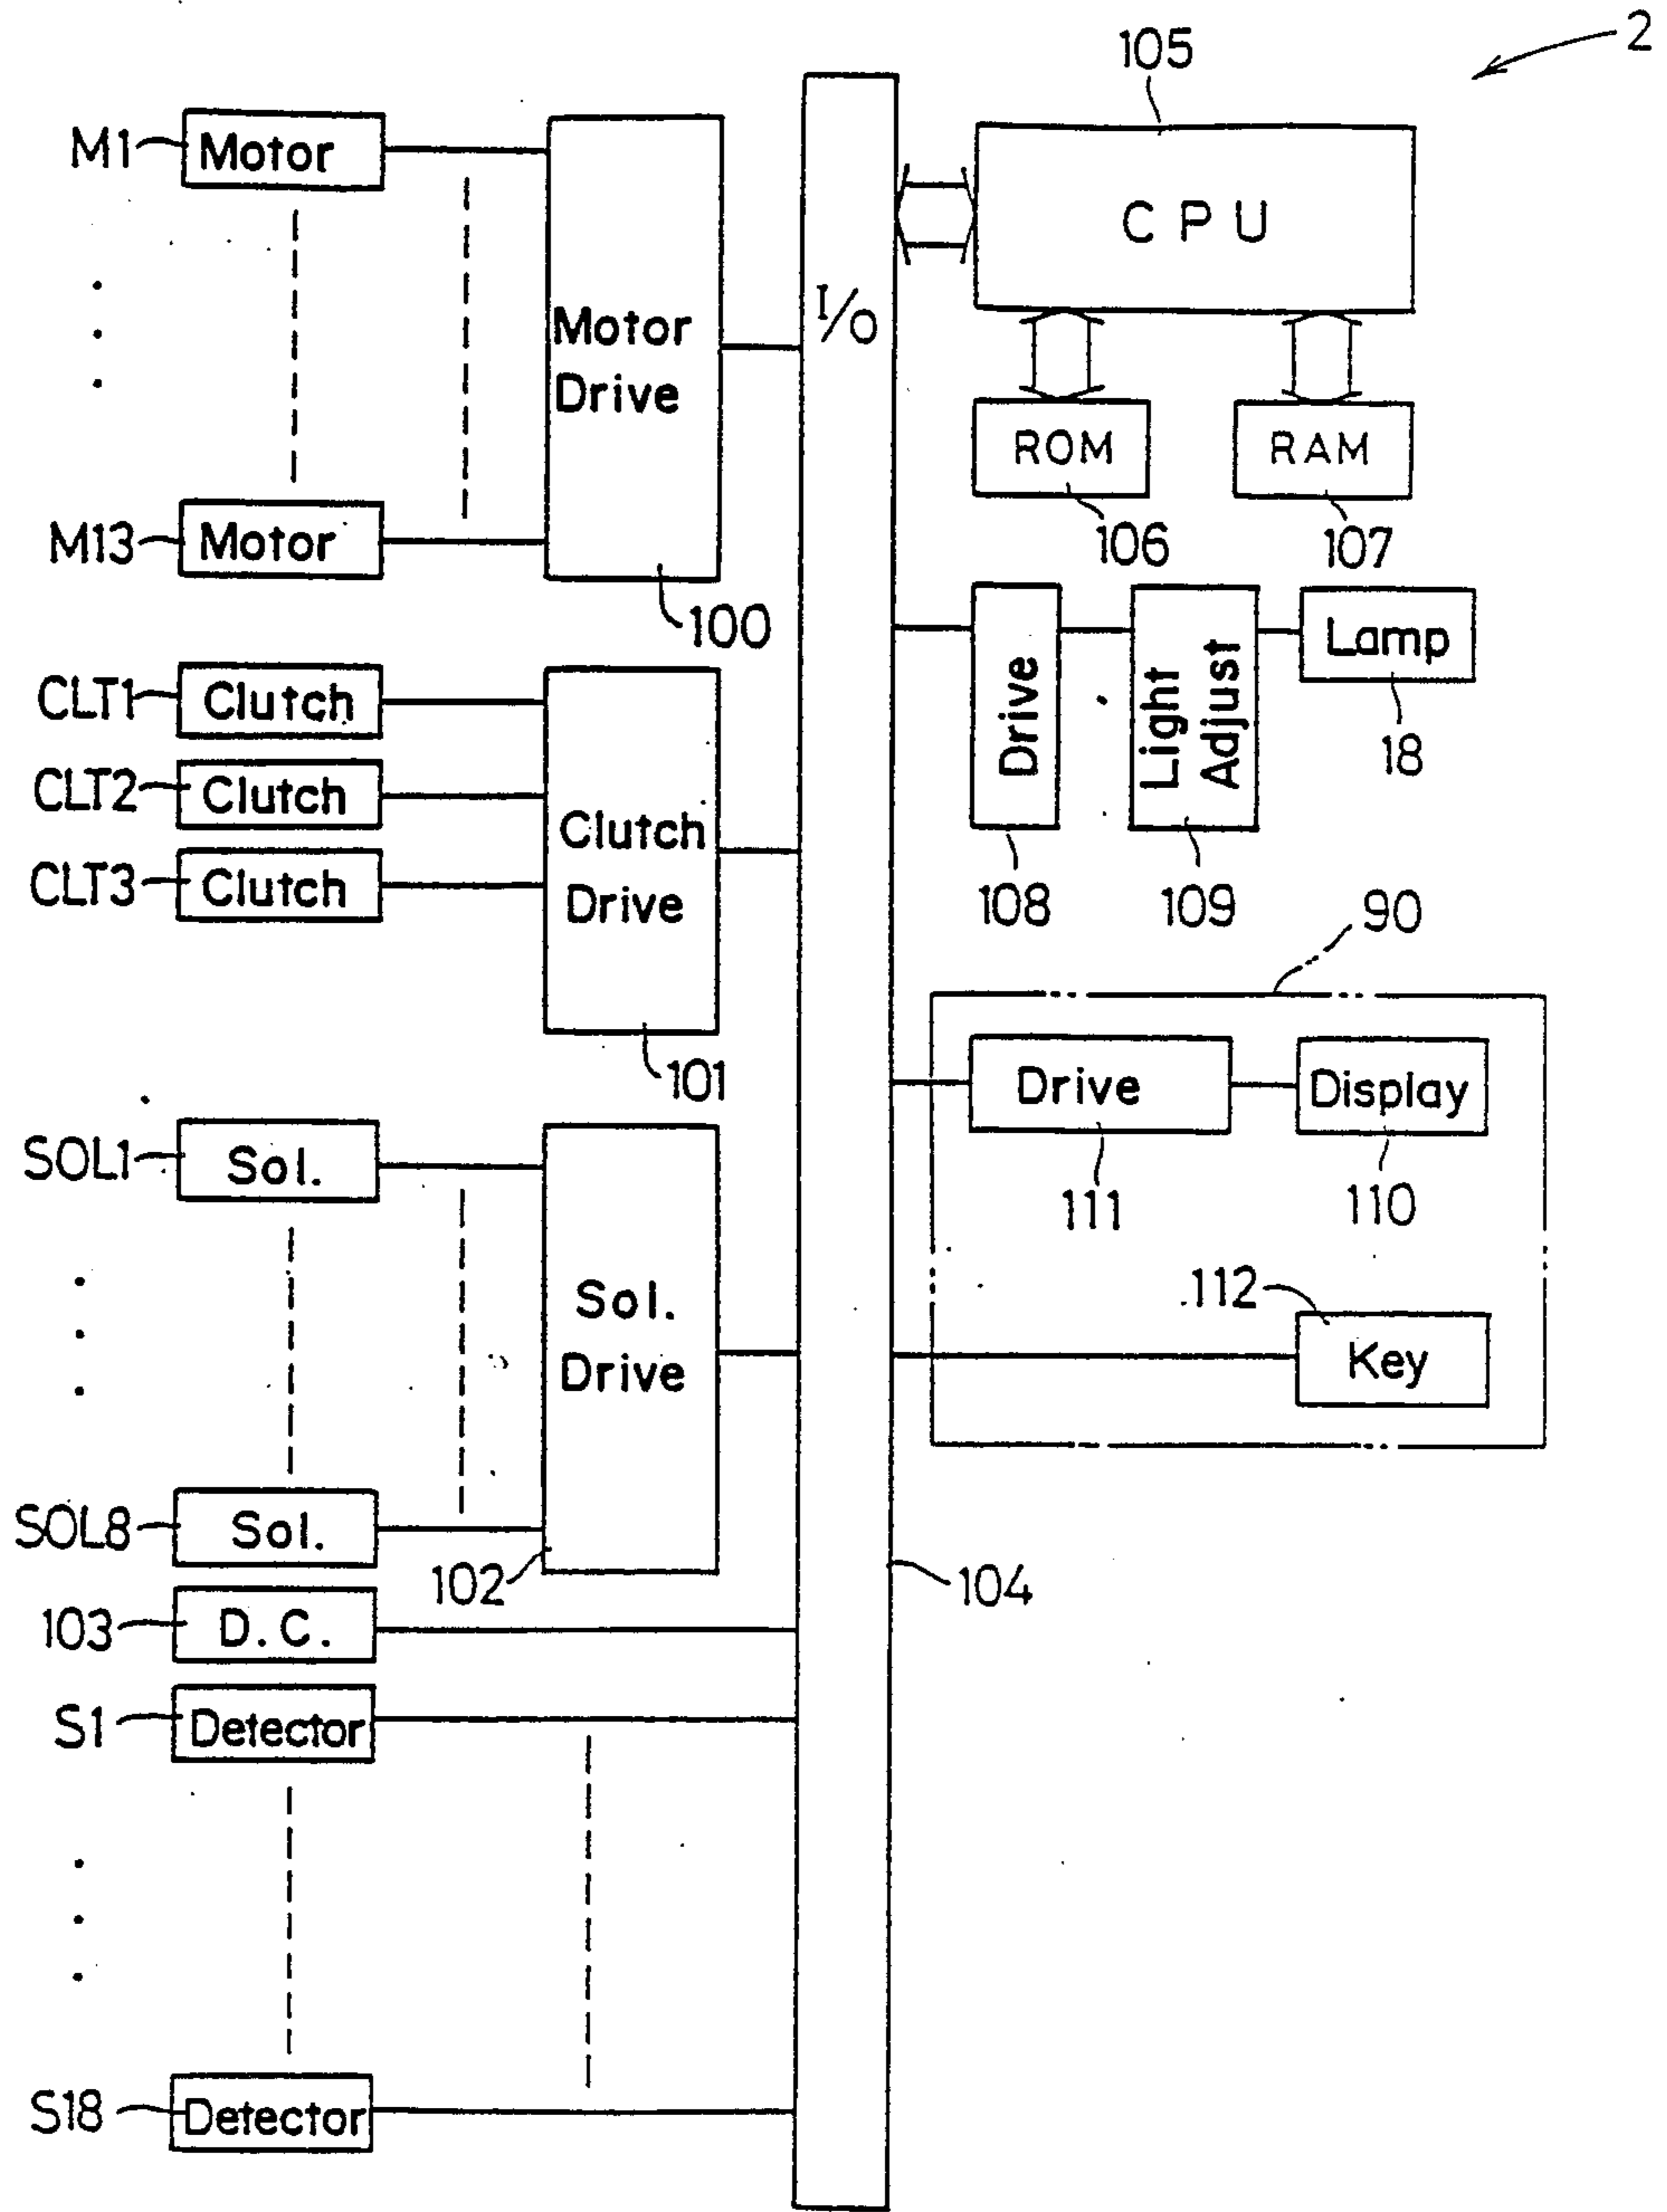 2
105
M1
Motor
CPU
I/O
Motor
Drive
ROM
RAM
M13
Motor
106
107
100
Drive
Light
Adjust
Lamp
18
CLT1
Clutch
CLT2
Clutch
Clutch
Drive
CLT3
Clutch
108
109
90
101
Drive
Display
SOL1
Sol.
111
110
Sol.
Drive
112
Key
SOL8
Sol.
102
104
103
D.C.
S1
Detector
S18
Detector